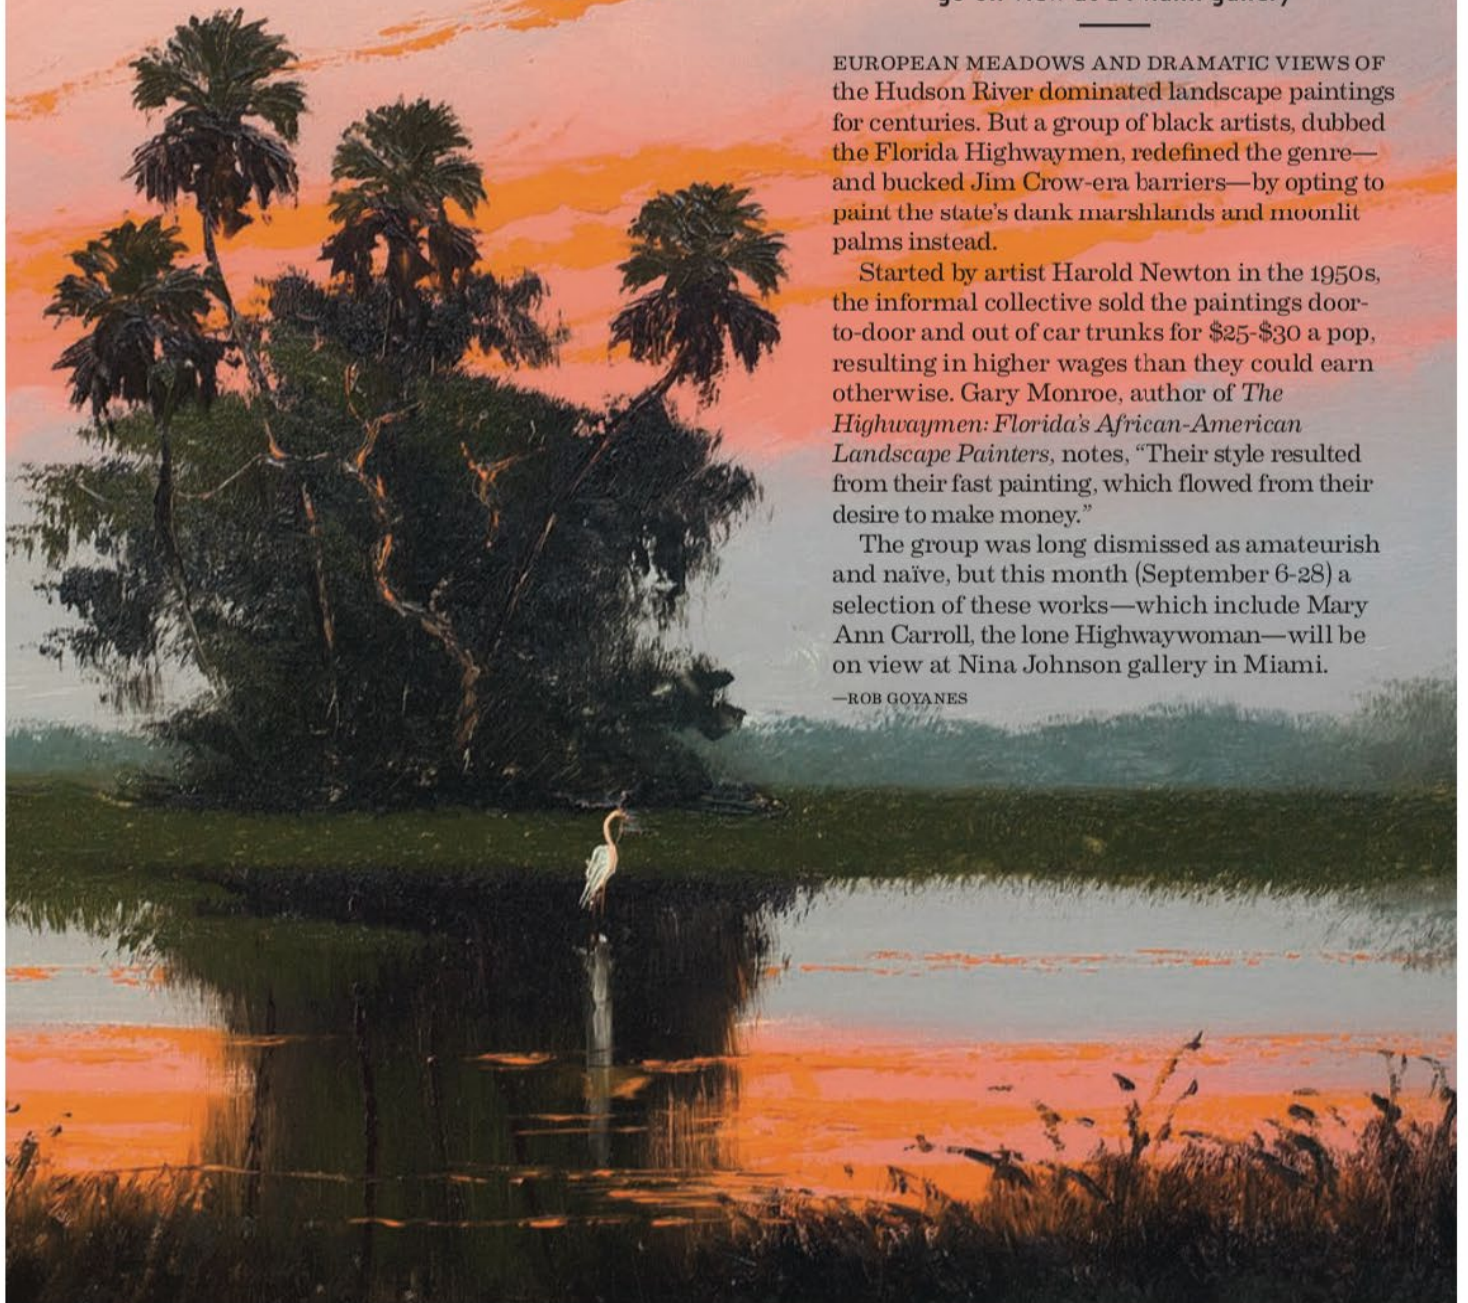 EUROPEAN MEADOWS AND DRAMATIC VIEWS OF
the Hudson River dominated landscape paintings
for centuries. But a group of black artists, dubbed
the Florida Highwaymen, redefined the genre—
and bucked Jim Crow-era barriers—by opting to
paint the state's dank marshlands and moonlit
palms instead.
Started by artist Harold Newton in the 1950s,
the informal collective sold the paintings door-
to-door and out of car trunks for $25-$30 a pop,
resulting in higher wages than they could earn
otherwise. Gary Monroe, author of The
Highwaymen: Florida's African-American
Landscape Painters, notes, “Their style resulted
from their fast painting, which flowed from their
desire to make money.”
The group was long dismissed as amateurish
and naïve, but this month (September 6-28) a
selection of these works—which include Mary
Ann Carroll, the lone Highwaywoman—will be
on view at Nina Johnson gallery in Miami.
—ROB GOYANES